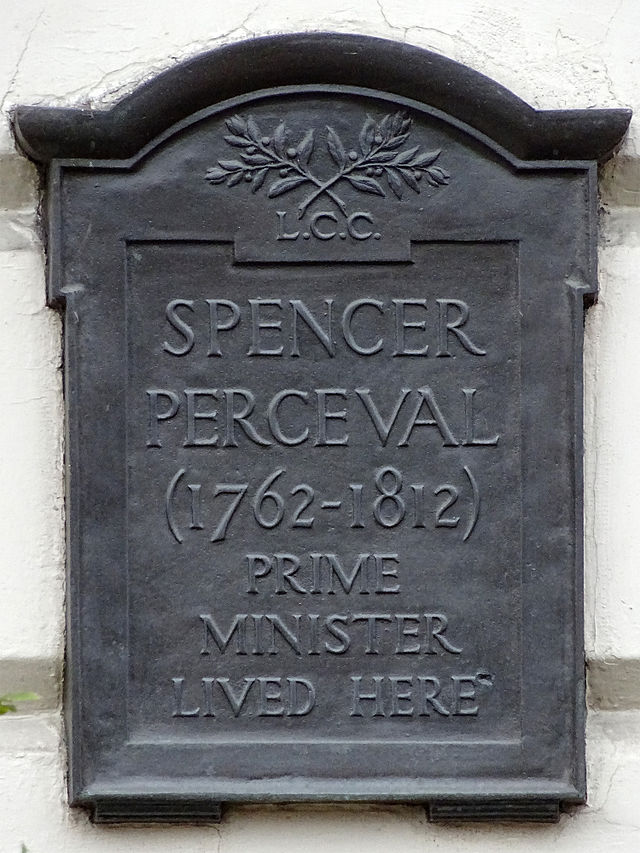 L.C.C.
SPENCER
PERCEVAL
(1762-1812)
PRIME
MINISTER
LIVED HERE